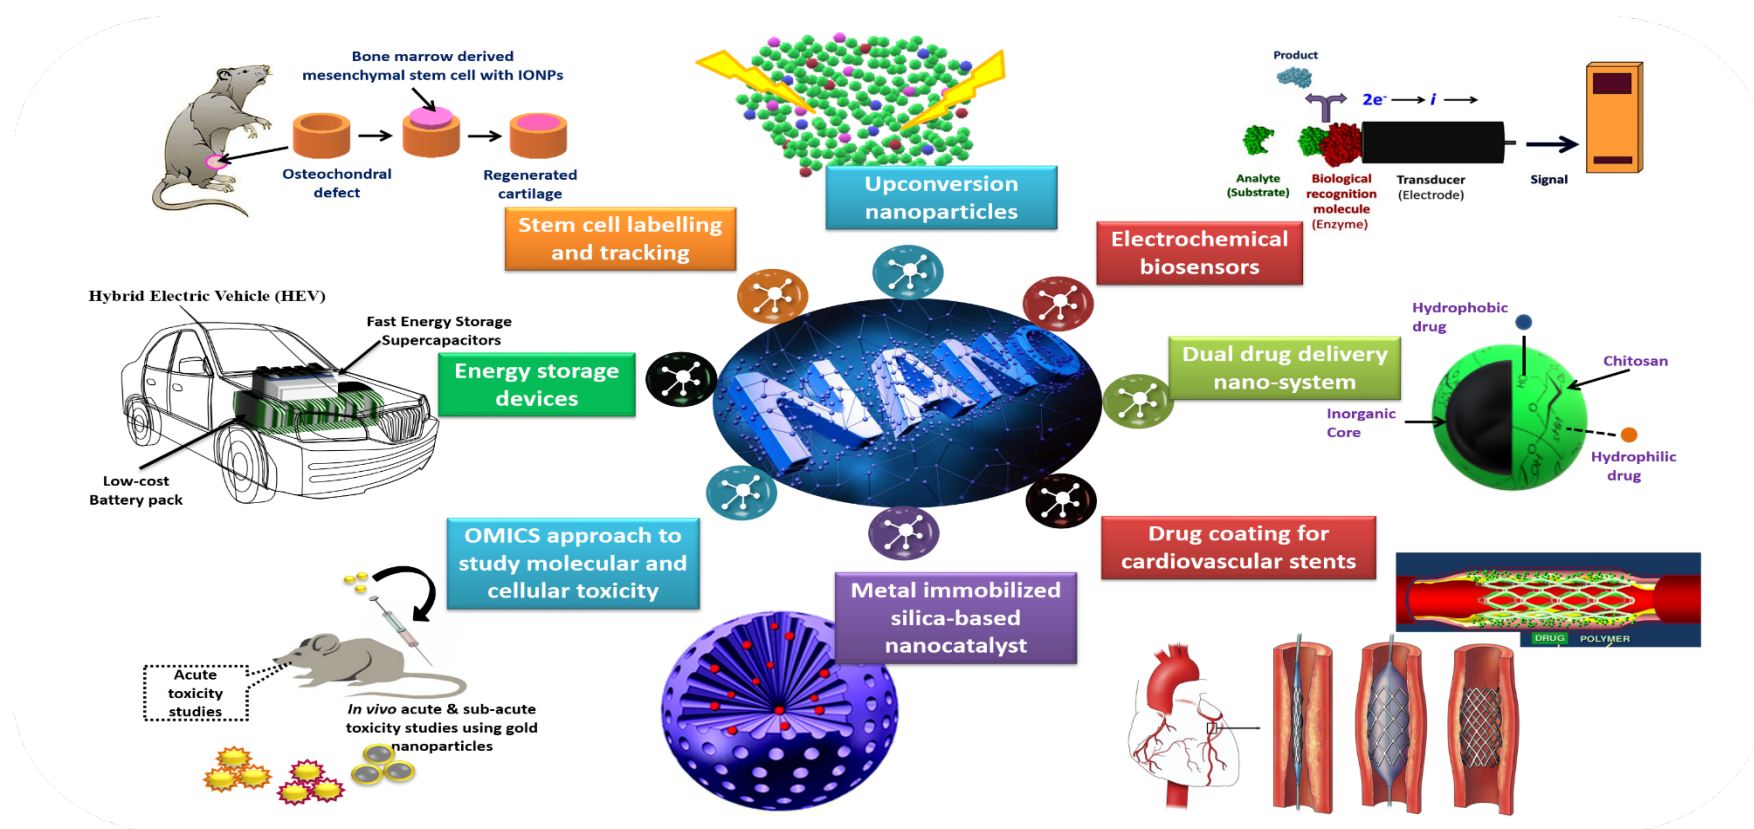 Bone marrow derived
mesenchymal stem cell with IONPs
Osteochondral
defect
Regenerated
cartilage
Stem cell labelling
and tracking
Upconversion
nanoparticles
Product
2e⁻ → i →
Analyte
(Substrate)
Biological
recognition
molecule
(Enzyme)
Transducer
(Electrode)
Signal
Electrochemical
biosensors
Hybrid Electric Vehicle (HEV)
Fast Energy Storage
Supercapacitors
Low-cost
Battery pack
Energy storage
devices
NANO
Dual drug delivery
nano-system
Hydrophobic
drug
Chitosan
Inorganic
Core
Hydrophilic
drug
OMICS approach to
study molecular and
cellular toxicity
Acute
toxicity
studies
In vivo acute & sub-acute
toxicity studies using gold
nanoparticles
Metal immobilized
silica-based
nanocatalyst
Drug coating for
cardiovascular stents
DRUG POLYMER